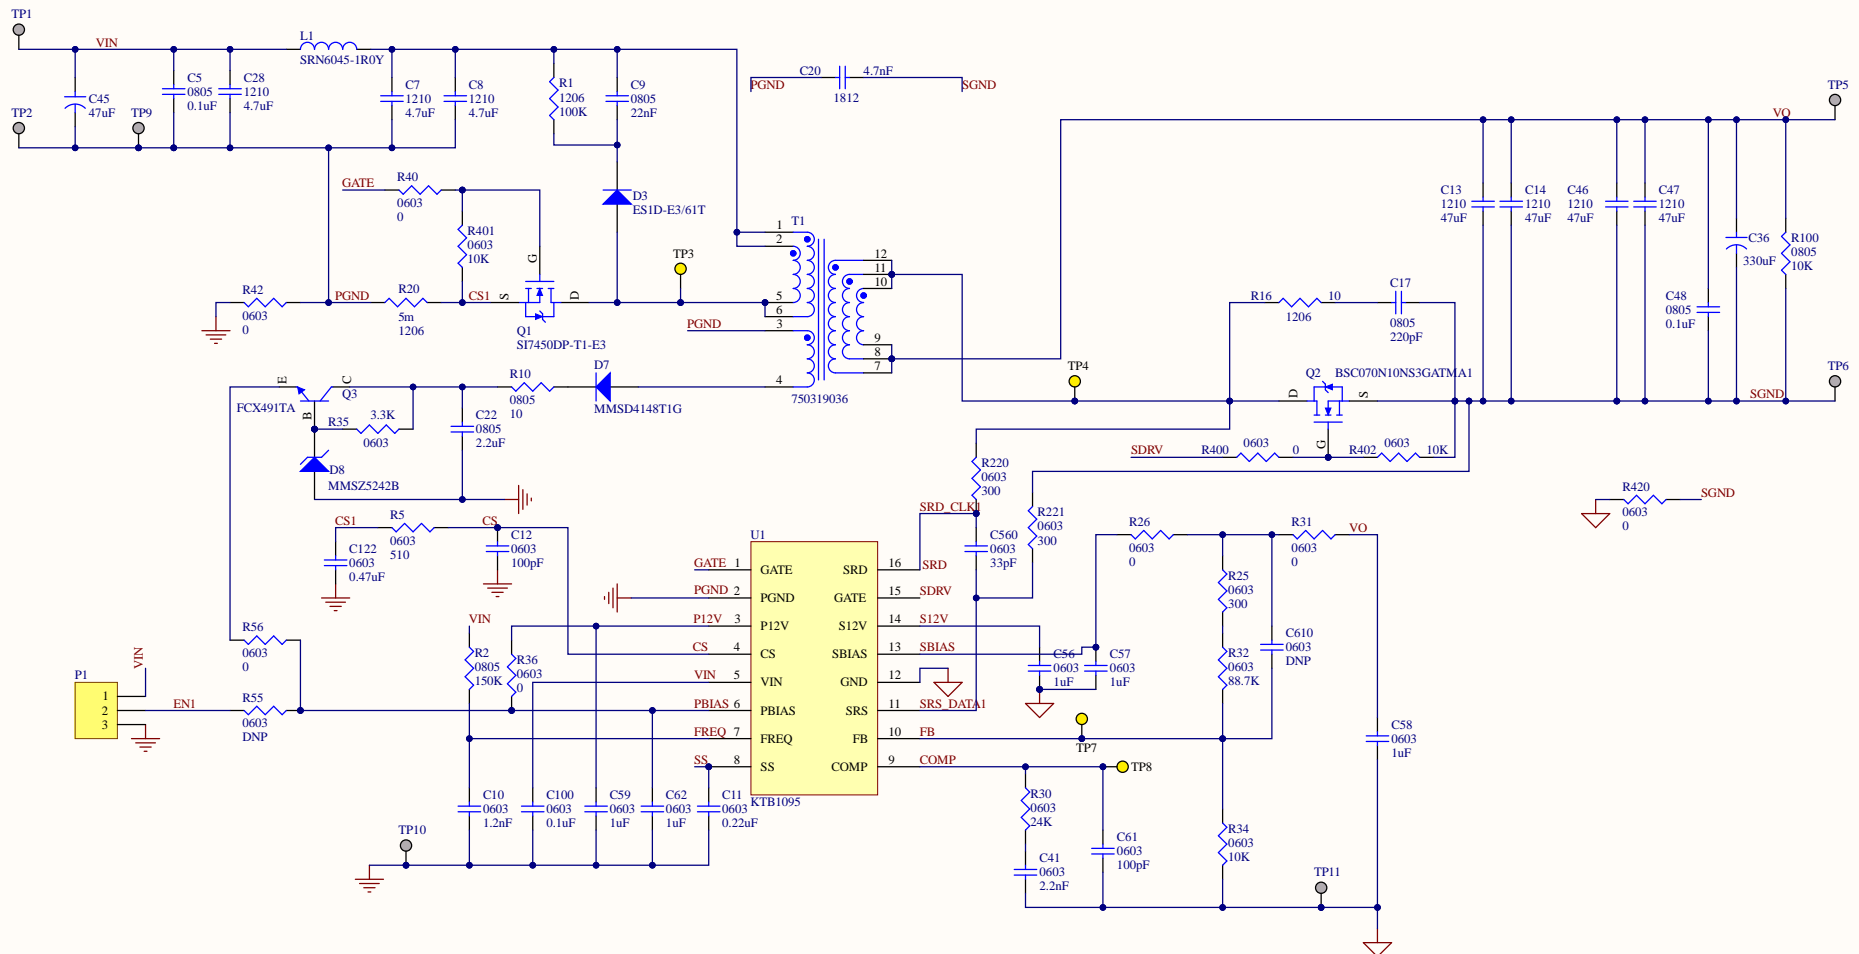 TP1
VIN
L1
SRN6045-1R0Y
C45
47uF
C5
0805
0.1uF
C28
1210
4.7uF
C7
1210
4.7uF
C8
1210
4.7uF
R1
1206
100K
C9
0805
22nF
PGND
C20
4.7nF
1812
SGND
TP2
TP9
TP5
VO
GATE
R40
0603
0
R401
0603
10K
D3
ES1D-E3/61T
TP3
T1
1
2
5
6
3
4
12
11
10
9
8
7
750319036
C13
1210
47uF
C14
1210
47uF
C46
1210
47uF
C47
1210
47uF
C36
330uF
R100
0805
10K
C48
0805
0.1uF
R42
0603
0
PGND
R20
5m
1206
CS1
S
G
D
Q1
SI7450DP-T1-E3
PGND
R16
10
1206
C17
0805
220pF
TP4
Q2
BSC070N10NS3GATMA1
D
S
G
TP6
SGND
E
C
B
Q3
FCX491TA
R35
3.3K
0603
C22
0805
2.2uF
R10
0805
10
D7
MMSD4148T1G
D8
MMSZ5242B
SDRV
R400
0603
0
R402
0603
10K
R220
0603
300
R221
0603
300
SRD_CLK1
C560
0603
33pF
R420
0603
0
SGND
CS1
R5
0603
510
CS
C12
0603
100pF
C122
0603
0.47uF
U1
GATE 1 GATE
PGND 2 PGND
P12V 3 P12V
CS 4 CS
VIN 5 VIN
PBIAS 6 PBIAS
FREQ 7 FREQ
SS 8 SS
SRD 16 SRD
GATE 15 SDRV
S12V 14 S12V
SBIAS 13 SBIAS
GND 12
SRS 11 SRS_DATA1
FB 10 FB
COMP 9 COMP
KTB1095
R26
0603
0
R31
0603
0
VO
R25
0603
300
R32
0603
88.7K
C610
0603
DNP
C56
0603
1uF
C57
0603
1uF
TP7
TP8
C58
0603
1uF
R56
0603
0
VIN
P1
1
2
3
EN1
R55
0603
DNP
VIN
R2
0805
150K
R36
0603
0
C10
0603
1.2nF
C100
0603
0.1uF
C59
0603
1uF
C62
0603
1uF
C11
0603
0.22uF
TP10
R30
0603
24K
C41
0603
2.2nF
C61
0603
100pF
R34
0603
10K
TP11